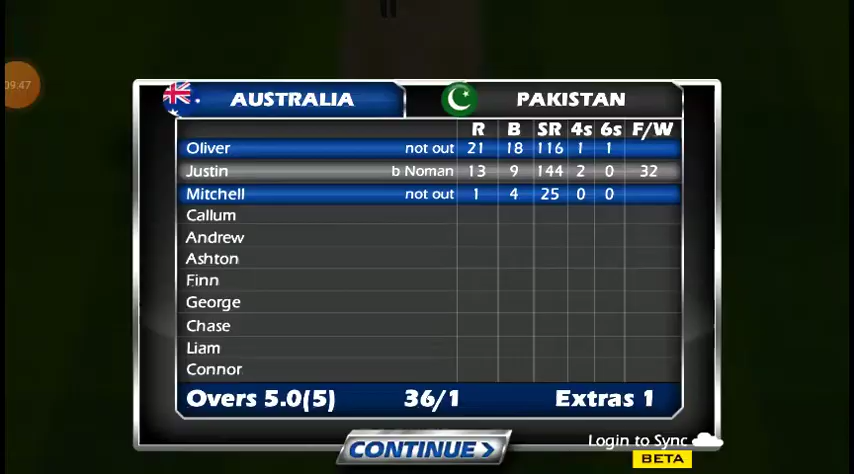 09:47
AUSTRALIA PAKISTAN
R B SR 4s 6s F/W
Oliver not out 21 18 116 1 1
Justin b Noman 13 9 144 2 0 32
Mitchell not out 1 4 25 0 0
Callum
Andrew
Ashton
Finn
George
Chase
Liam
Connor
Overs 5.0(5) 36/1 Extras 1
CONTINUE
Login to Sync
BETA